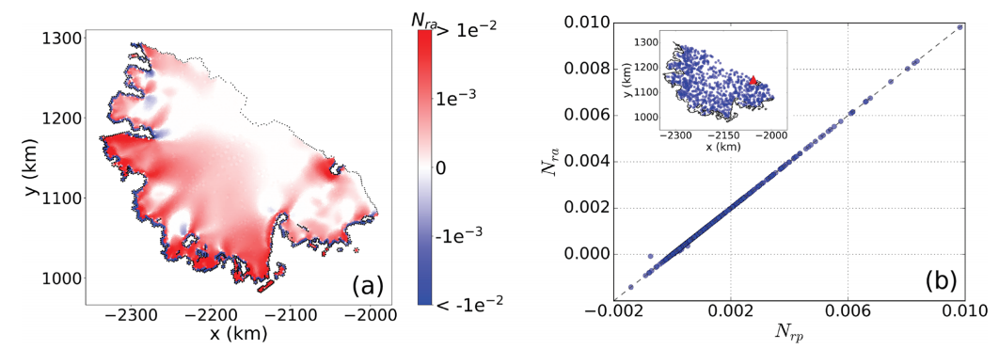 N_ra
> 1e⁻²
1e⁻³
0
-1e⁻³
< -1e⁻²
1300
1200
1100
1000
y (km)
−2300 −2200 −2100 −2000
x (km)
(a)
0.010
0.008
0.006
0.004
0.002
0.000
N_ra
−0.002 0.002 0.006 0.010
N_rp
1300
1200
1100
1000
y (km)
−2300 −2150 −2000
x (km)
(b)